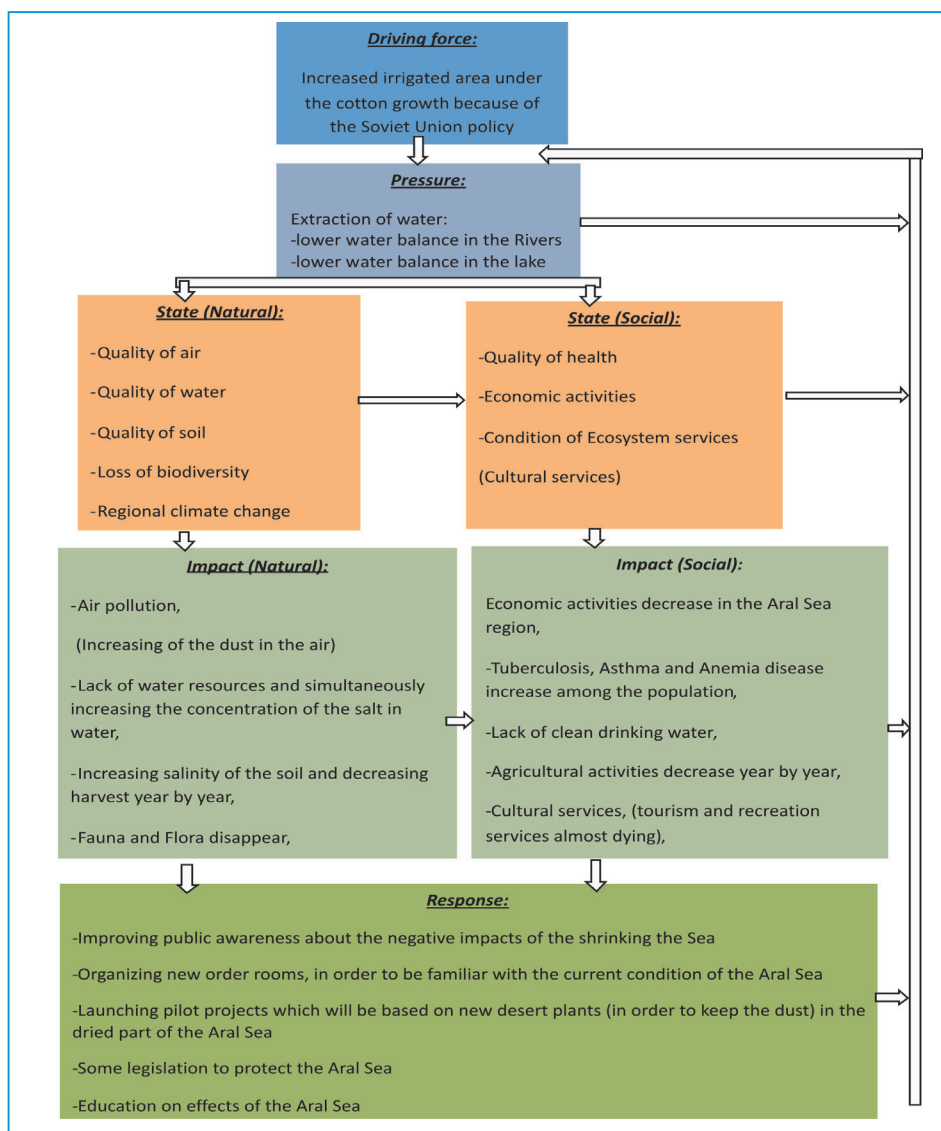 Driving force:
Increased irrigated area under
the cotton growth because of
the Soviet Union policy
Pressure:
Extraction of water:
-lower water balance in the Rivers
-lower water balance in the lake
State (Natural):
-Quality of air
-Quality of water
-Quality of soil
-Loss of biodiversity
-Regional climate change
State (Social):
-Quality of health
-Economic activities
-Condition of Ecosystem services
(Cultural services)
Impact (Natural):
-Air pollution,
(Increasing of the dust in the air)
-Lack of water resources and simultaneously
increasing the concentration of the salt in
water,
-Increasing salinity of the soil and decreasing
harvest year by year,
-Fauna and Flora disappear,
Impact (Social):
Economic activities decrease in the Aral Sea
region,
-Tuberculosis, Asthma and Anemia disease
increase among the population,
-Lack of clean drinking water,
-Agricultural activities decrease year by year,
-Cultural services, (tourism and recreation
services almost dying),
Response:
-Improving public awareness about the negative impacts of the shrinking the Sea
-Organizing new order rooms, in order to be familiar with the current condition of the Aral Sea
-Launching pilot projects which will be based on new desert plants (in order to keep the dust) in the
dried part of the Aral Sea
-Some legislation to protect the Aral Sea
-Education on effects of the Aral Sea